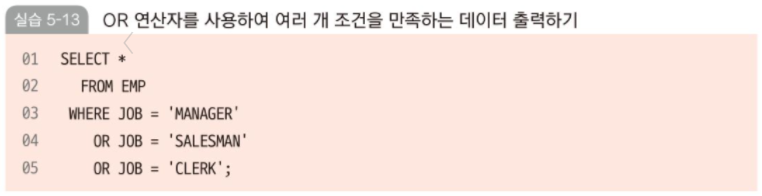 실습 5-13 OR 연산자를 사용하여 여러 개 조건을 만족하는 데이터 출력하기
01 SELECT *
02 FROM EMP
03 WHERE JOB = 'MANAGER'
04 OR JOB = 'SALESMAN'
05 OR JOB = 'CLERK';